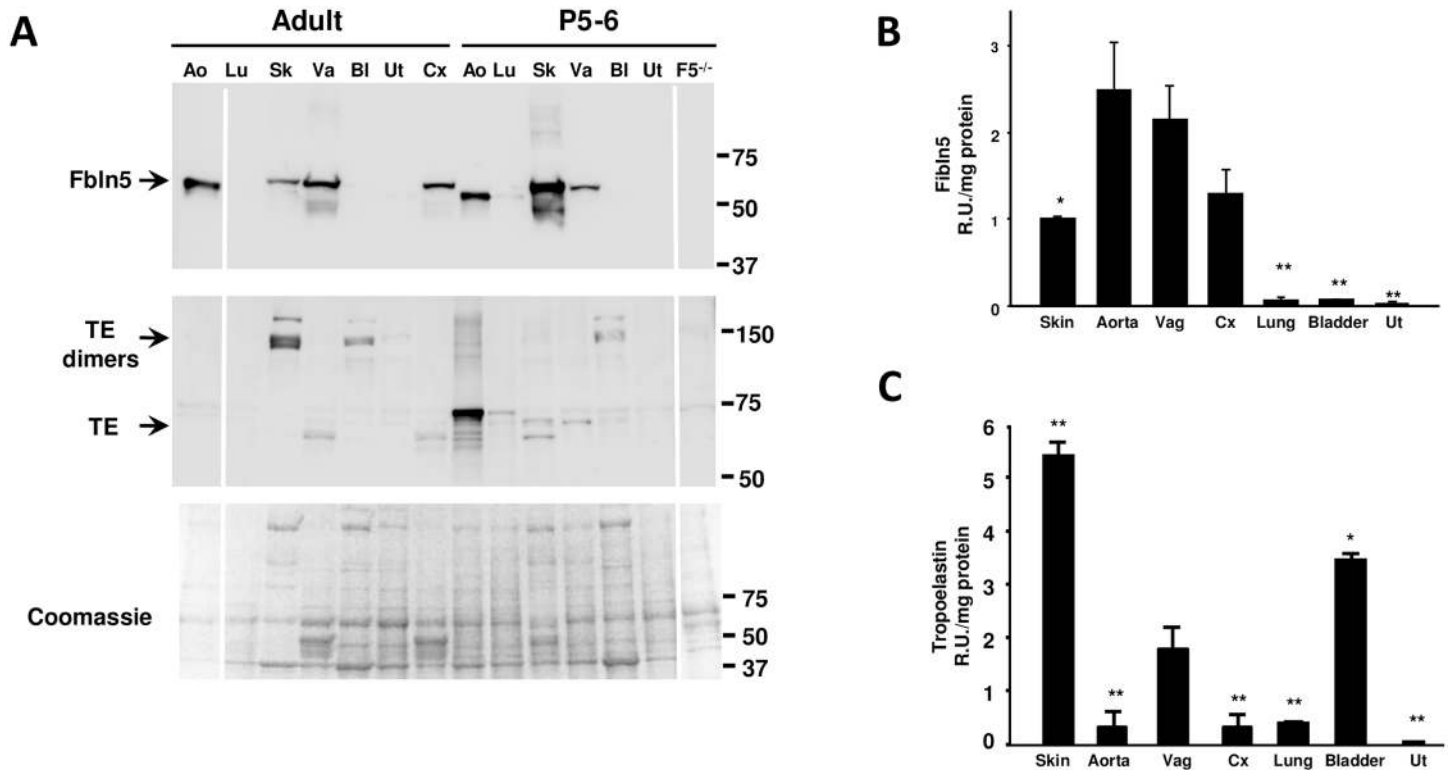 A
Adult P5-6
Ao Lu Sk Va Bl Ut Cx Ao Lu Sk Va Bl Ut F5-/-
Fbln5
75
50
37
TE
dimers
TE
150
75
50
Coomassie
75
50
37
B
Fibln5
R.U./mg protein
3
2
1
0
*
**
**
**
Skin Aorta Vag Cx Lung Bladder Ut
C
Tropoelastin
R.U./mg protein
6
5
4
3
2
1
0
**
**
**
**
*
**
Skin Aorta Vag Cx Lung Bladder Ut